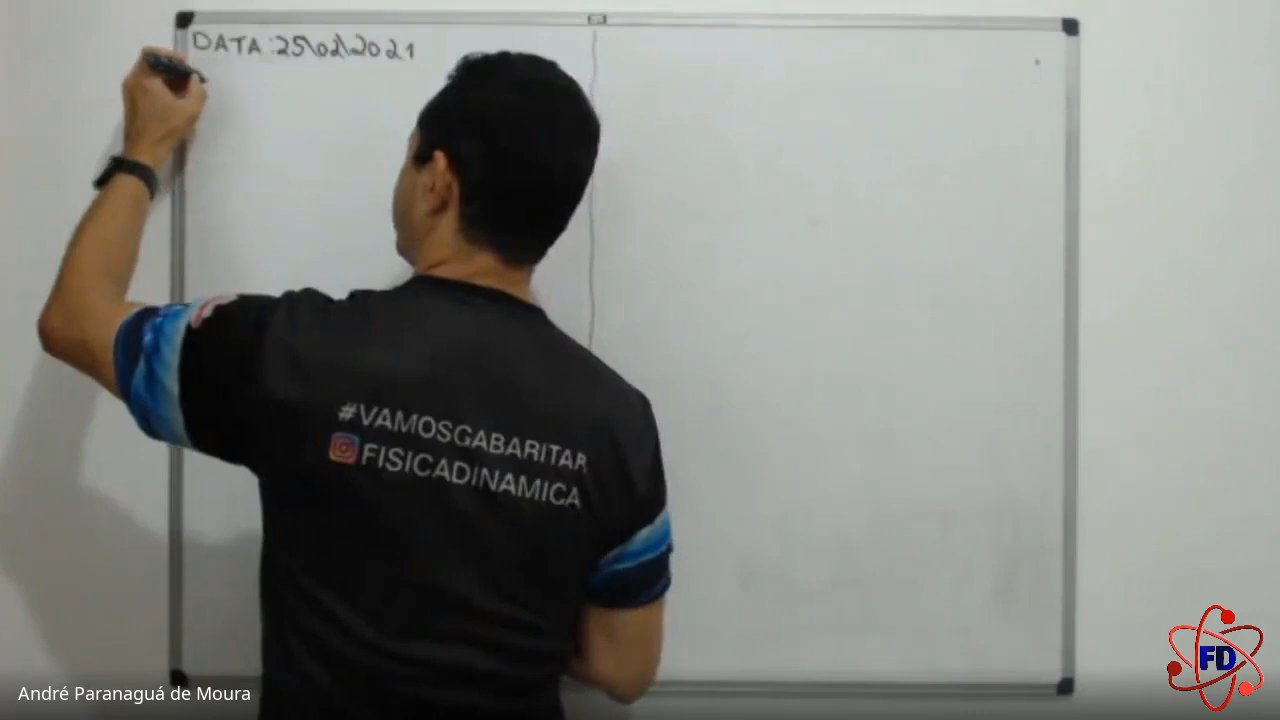 DATA:25\02\2021
#VAMOSGABARITAR
FISICADINAMICA
André Paranaguá de Moura
FD